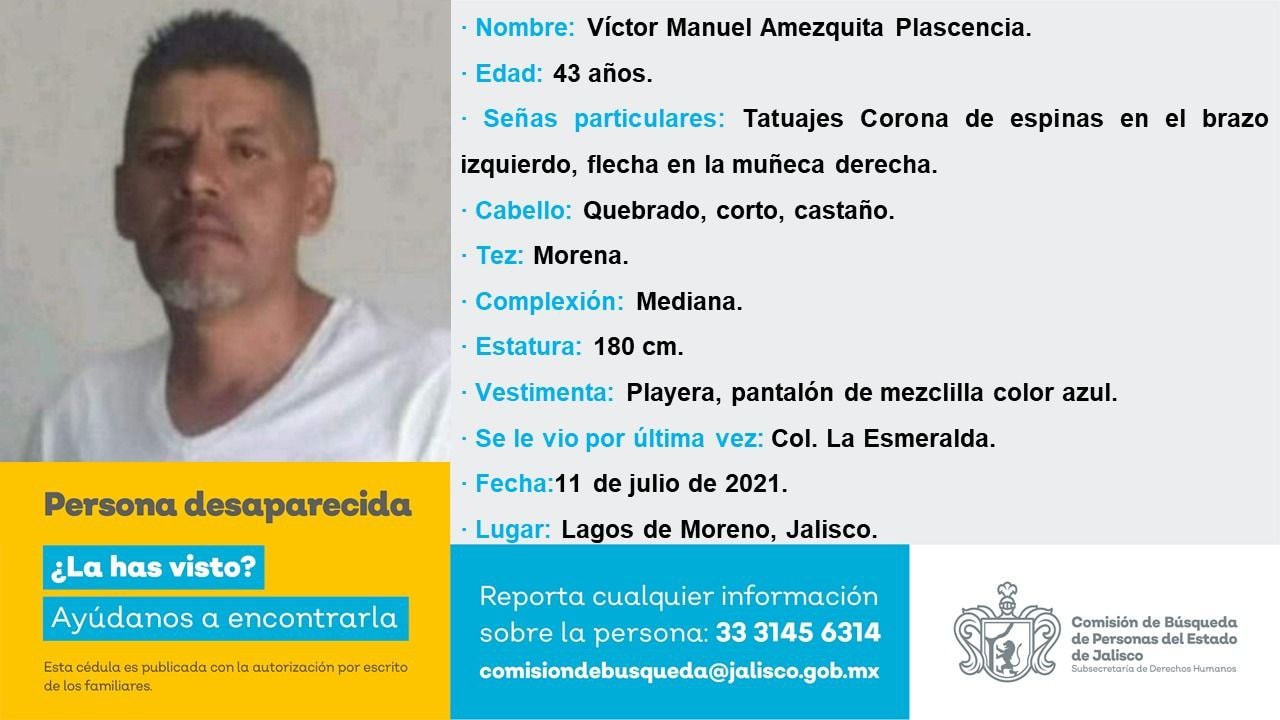 · Nombre: Víctor Manuel Amezquita Plascencia.
· Edad: 43 años.
· Señas particulares: Tatuajes Corona de espinas en el brazo
izquierdo, flecha en la muñeca derecha.
· Cabello: Quebrado, corto, castaño.
· Tez: Morena.
· Complexión: Mediana.
· Estatura: 180 cm.
· Vestimenta: Playera, pantalón de mezclilla color azul.
· Se le vio por última vez: Col. La Esmeralda.
· Fecha:11 de julio de 2021.
· Lugar: Lagos de Moreno, Jalisco.
Persona desaparecida
¿La has visto?
Ayúdanos a encontrarla
Esta cédula es publicada con la autorización por escrito
de los familiares.
Reporta cualquier información
sobre la persona: 33 3145 6314
comisiondebusqueda@jalisco.gob.mx
Comisión de Búsqueda
de Personas del Estado
de Jalisco
Subsecretaría de Derechos Humanos